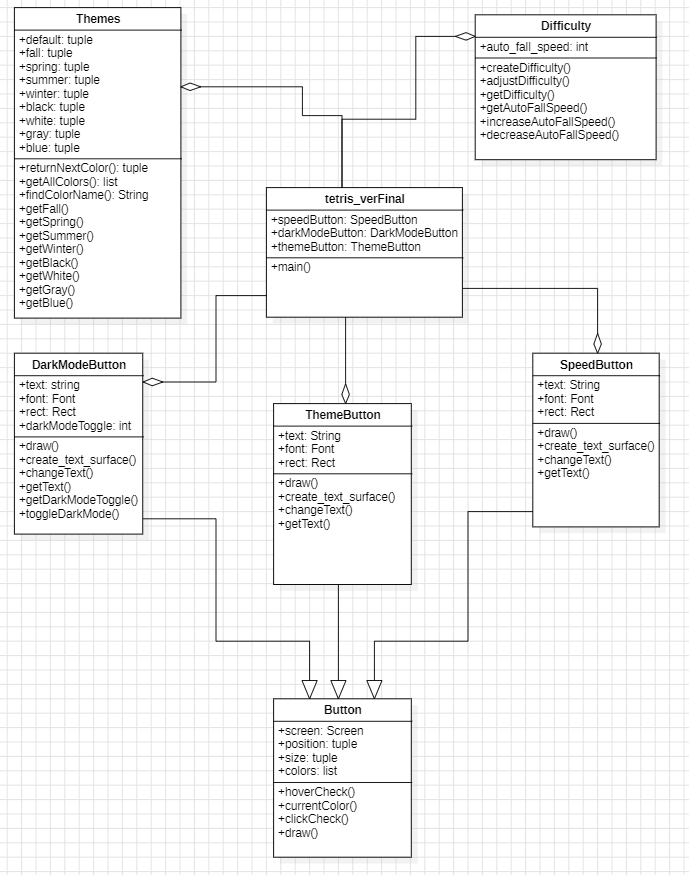 Themes
+default: tuple
+fall: tuple
+spring: tuple
+summer: tuple
+winter: tuple
+black: tuple
+white: tuple
+gray: tuple
+blue: tuple
+returnNextColor(): tuple
+getAllColors(): list
+findColorName(): String
+getFall()
+getSpring()
+getSummer()
+getWinter()
+getBlack()
+getWhite()
+getGray()
+getBlue()
Difficulty
+auto_fall_speed: int
+createDifficulty()
+adjustDifficulty()
+getDifficulty()
+getAutoFallSpeed()
+increaseAutoFallSpeed()
+decreaseAutoFallSpeed()
tetris_verFinal
+speedButton: SpeedButton
+darkModeButton: DarkModeButton
+themeButton: ThemeButton
+main()
DarkModeButton
+text: string
+font: Font
+rect: Rect
+darkModeToggle: int
+draw()
+create_text_surface()
+changeText()
+getText()
+getDarkModeToggle()
+toggleDarkMode()
ThemeButton
+text: String
+font: Font
+rect: Rect
+draw()
+create_text_surface()
+changeText()
+getText()
SpeedButton
+text: String
+font: Font
+rect: Rect
+draw()
+create_text_surface()
+changeText()
+getText()
Button
+screen: Screen
+position: tuple
+size: tuple
+colors: list
+hoverCheck()
+currentColor()
+clickCheck()
+draw()